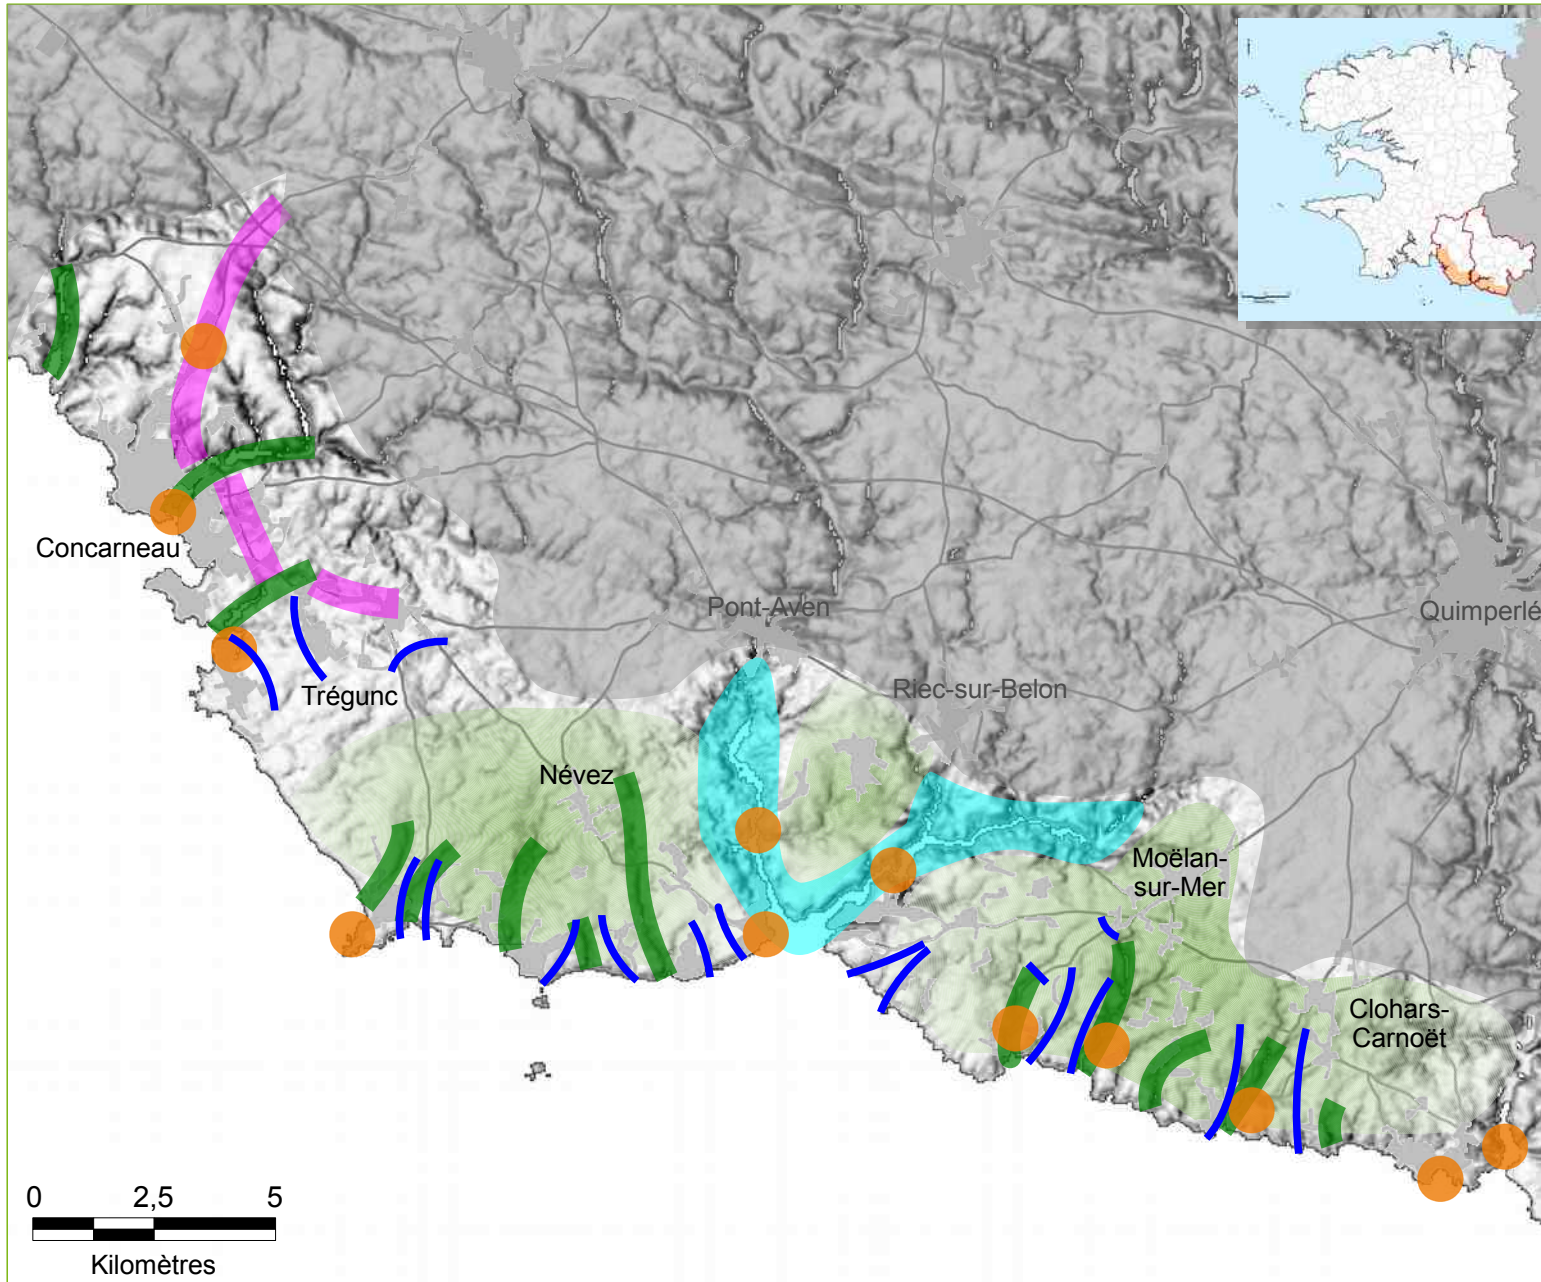 Concarneau
Pont-Aven
Quimperlé
Trégunc
Riec-sur-Belon
Névez
Moëlan-
sur-Mer
Clohars-
Carnoët
0 2,5 5
Kilomètres